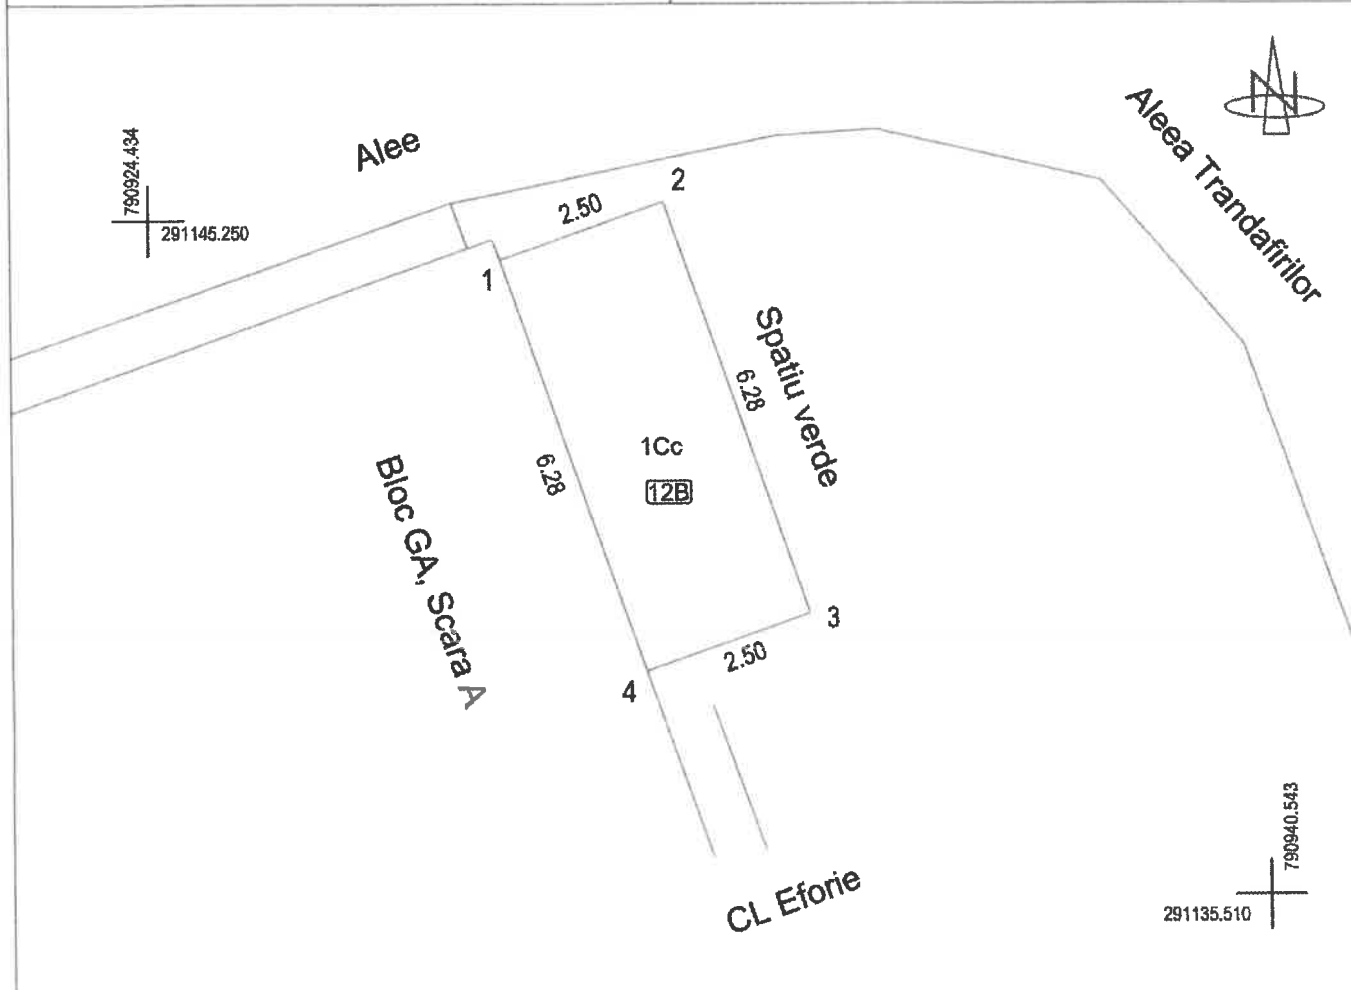 Alee
Aleea Trandafirilor
N
790924.434
291145.250
2
2.50
1
Spatiu verde
6.28
1Cc
12B
6.28
Bloc GA, Scara A
3
2.50
4
CL Eforie
790940.543
291135.510